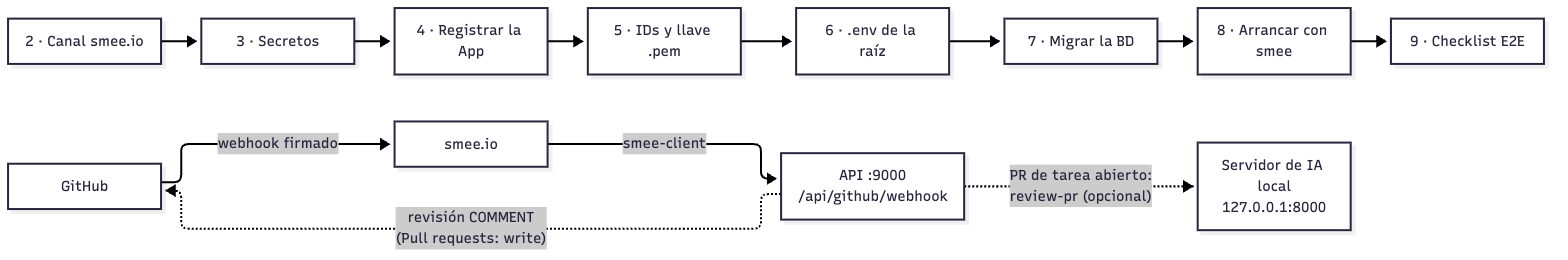 2 · Canal smee.io
3 · Secretos
4 · Registrar la
App
5 · IDs y llave
.pem
6 · .env de la
raíz
7 · Migrar la BD
8 · Arrancar con
smee
9 · Checklist E2E
GitHub
webhook firmado
smee.io
smee-client
API :9000
/api/github/webhook
PR de tarea abierto:
review-pr (opcional)
Servidor de IA
local
127.0.0.1:8000
revisión COMMENT
(Pull requests: write)